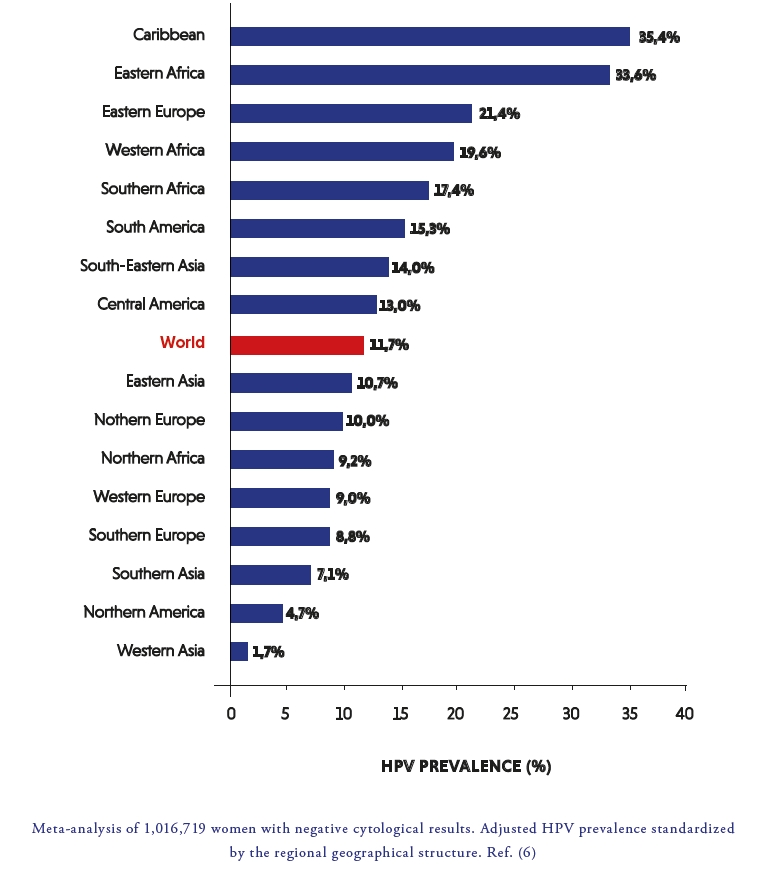 Caribbean 35,4%
Eastern Africa 33,6%
Eastern Europe 21,4%
Western Africa 19,6%
Southern Africa 17,4%
South America 15,3%
South-Eastern Asia 14,0%
Central America 13,0%
World 11,7%
Eastern Asia 10,7%
Nothern Europe 10,0%
Northern Africa 9,2%
Western Europe 9,0%
Southern Europe 8,8%
Southern Asia 7,1%
Northern America 4,7%
Western Asia 1,7%
0 5 10 15 20 25 30 35 40
HPV PREVALENCE (%)
Meta-analysis of 1,016,719 women with negative cytological results. Adjusted HPV prevalence standardized
by the regional geographical structure. Ref. (6)